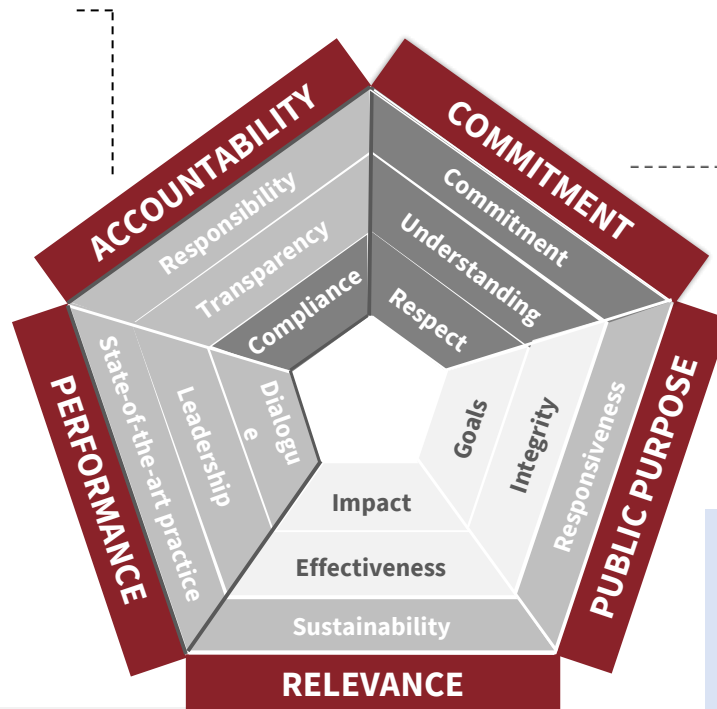 ACCOUNTABILITY
Responsibility
Transparency
Compliance
COMMITMENT
Commitment
Understanding
Respect
PUBLIC PURPOSE
Responsiveness
Integrity
Goals
RELEVANCE
Impact
Effectiveness
Sustainability
PERFORMANCE
State-of-the-art practice
Leadership
Dialogu
e